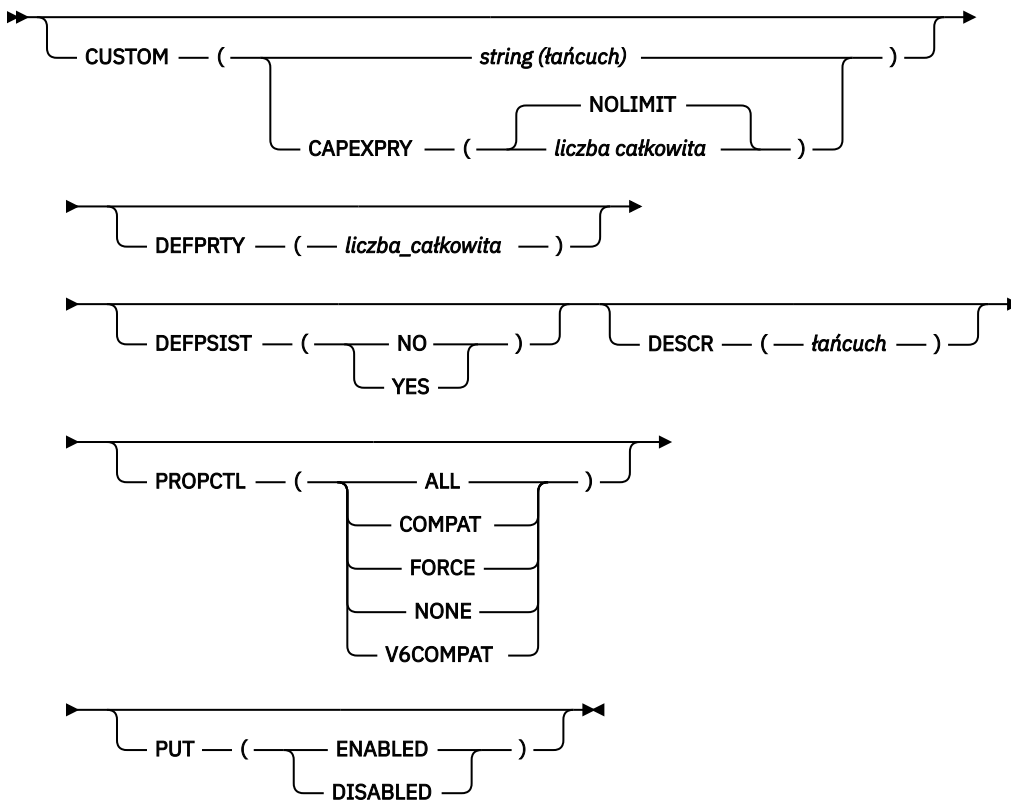 CUSTOM ( string (łańcuch) )
NOLIMIT
CAPEXPRY ( liczba całkowita )
DEFPRTY ( liczba_całkowita )
DEFPSIST ( NO ) DESCR ( łańcuch )
YES
PROPCTL ( ALL )
COMPAT
FORCE
NONE
V6COMPAT
PUT ( ENABLED )
DISABLED